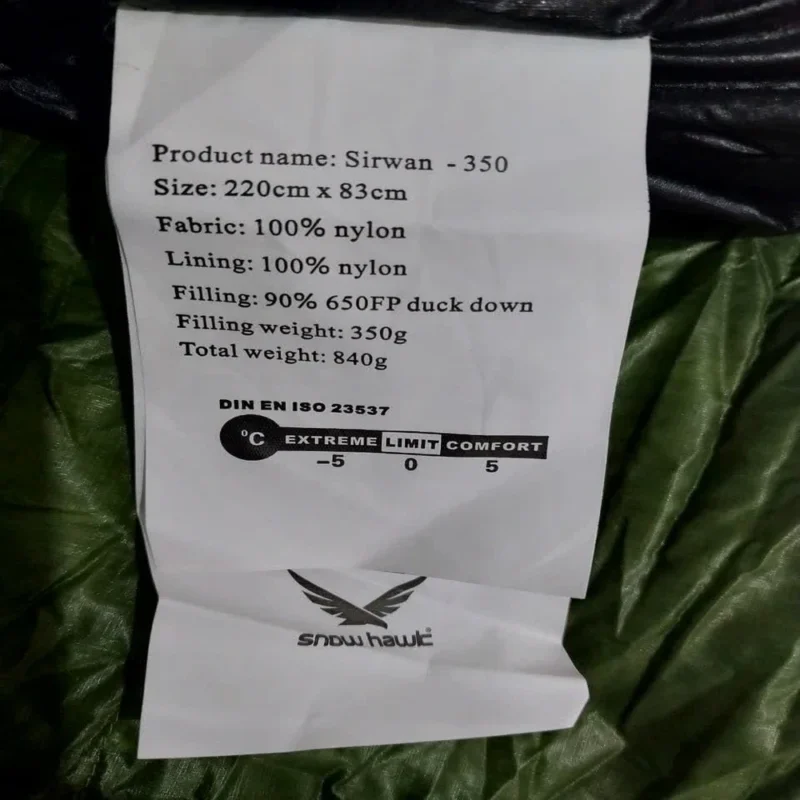 Product name: Sirwan - 350
Size: 220cm x 83cm
Fabric: 100% nylon
Lining: 100% nylon
Filling: 90% 650FP duck down
Filling weight: 350g
Total weight: 840g
DIN EN ISO 23537
°C EXTREME LIMIT COMFORT
-5 0 5
snow hawk®